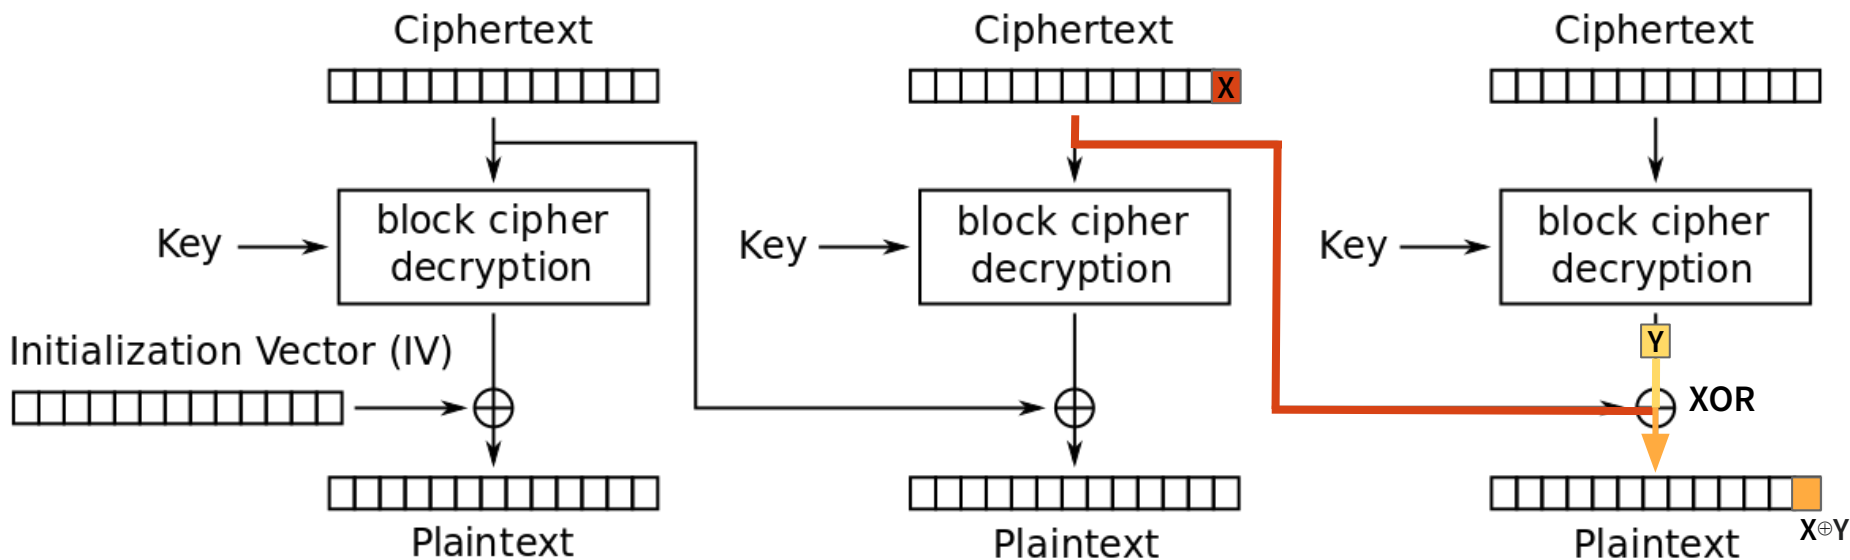 Ciphertext
Ciphertext
Ciphertext
X
block cipher
decryption
block cipher
decryption
block cipher
decryption
Key
Key
Key
Initialization Vector (IV)
Y
XOR
Plaintext
Plaintext
Plaintext
X⊕Y